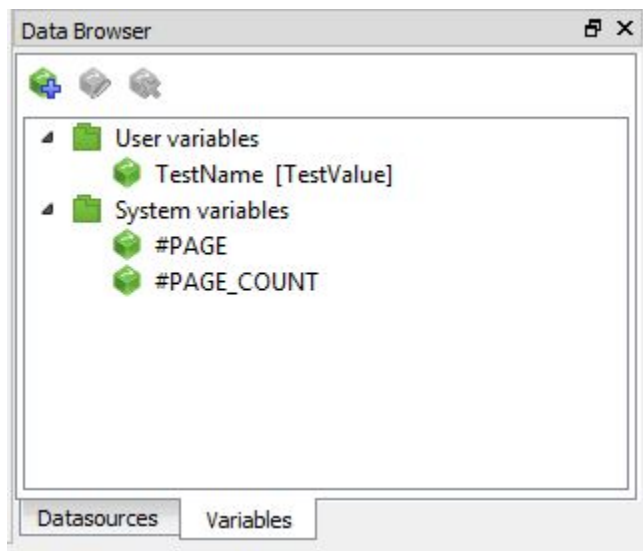 Data Browser
User variables
TestName [TestValue]
System variables
#PAGE
#PAGE_COUNT
Datasources Variables